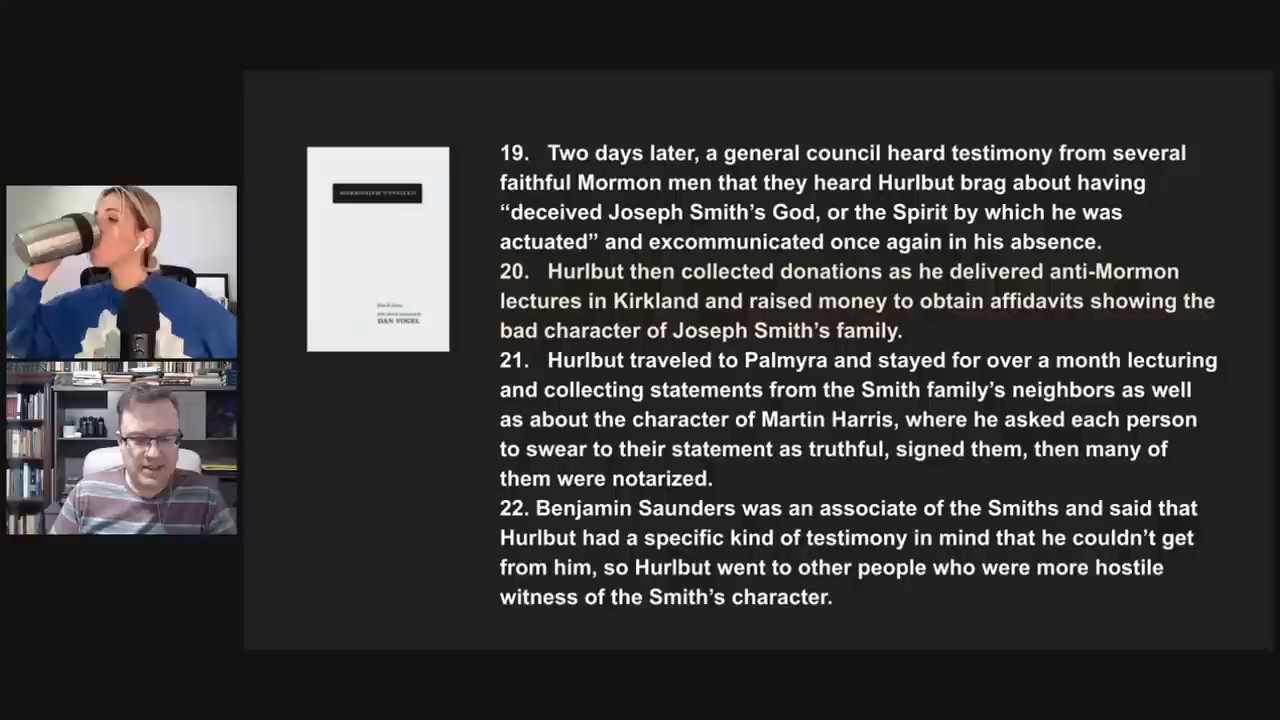 19. Two days later, a general council heard testimony from several
faithful Mormon men that they heard Hurlbut brag about having
“deceived Joseph Smith’s God, or the Spirit by which he was
actuated” and excommunicated once again in his absence.
20. Hurlbut then collected donations as he delivered anti-Mormon
lectures in Kirkland and raised money to obtain affidavits showing the
bad character of Joseph Smith’s family.
21. Hurlbut traveled to Palmyra and stayed for over a month lecturing
and collecting statements from the Smith family’s neighbors as well
as about the character of Martin Harris, where he asked each person
to swear to their statement as truthful, signed them, then many of
them were notarized.
22. Benjamin Saunders was an associate of the Smiths and said that
Hurlbut had a specific kind of testimony in mind that he couldn’t get
from him, so Hurlbut went to other people who were more hostile
witness of the Smith’s character.
DAN VOGEL